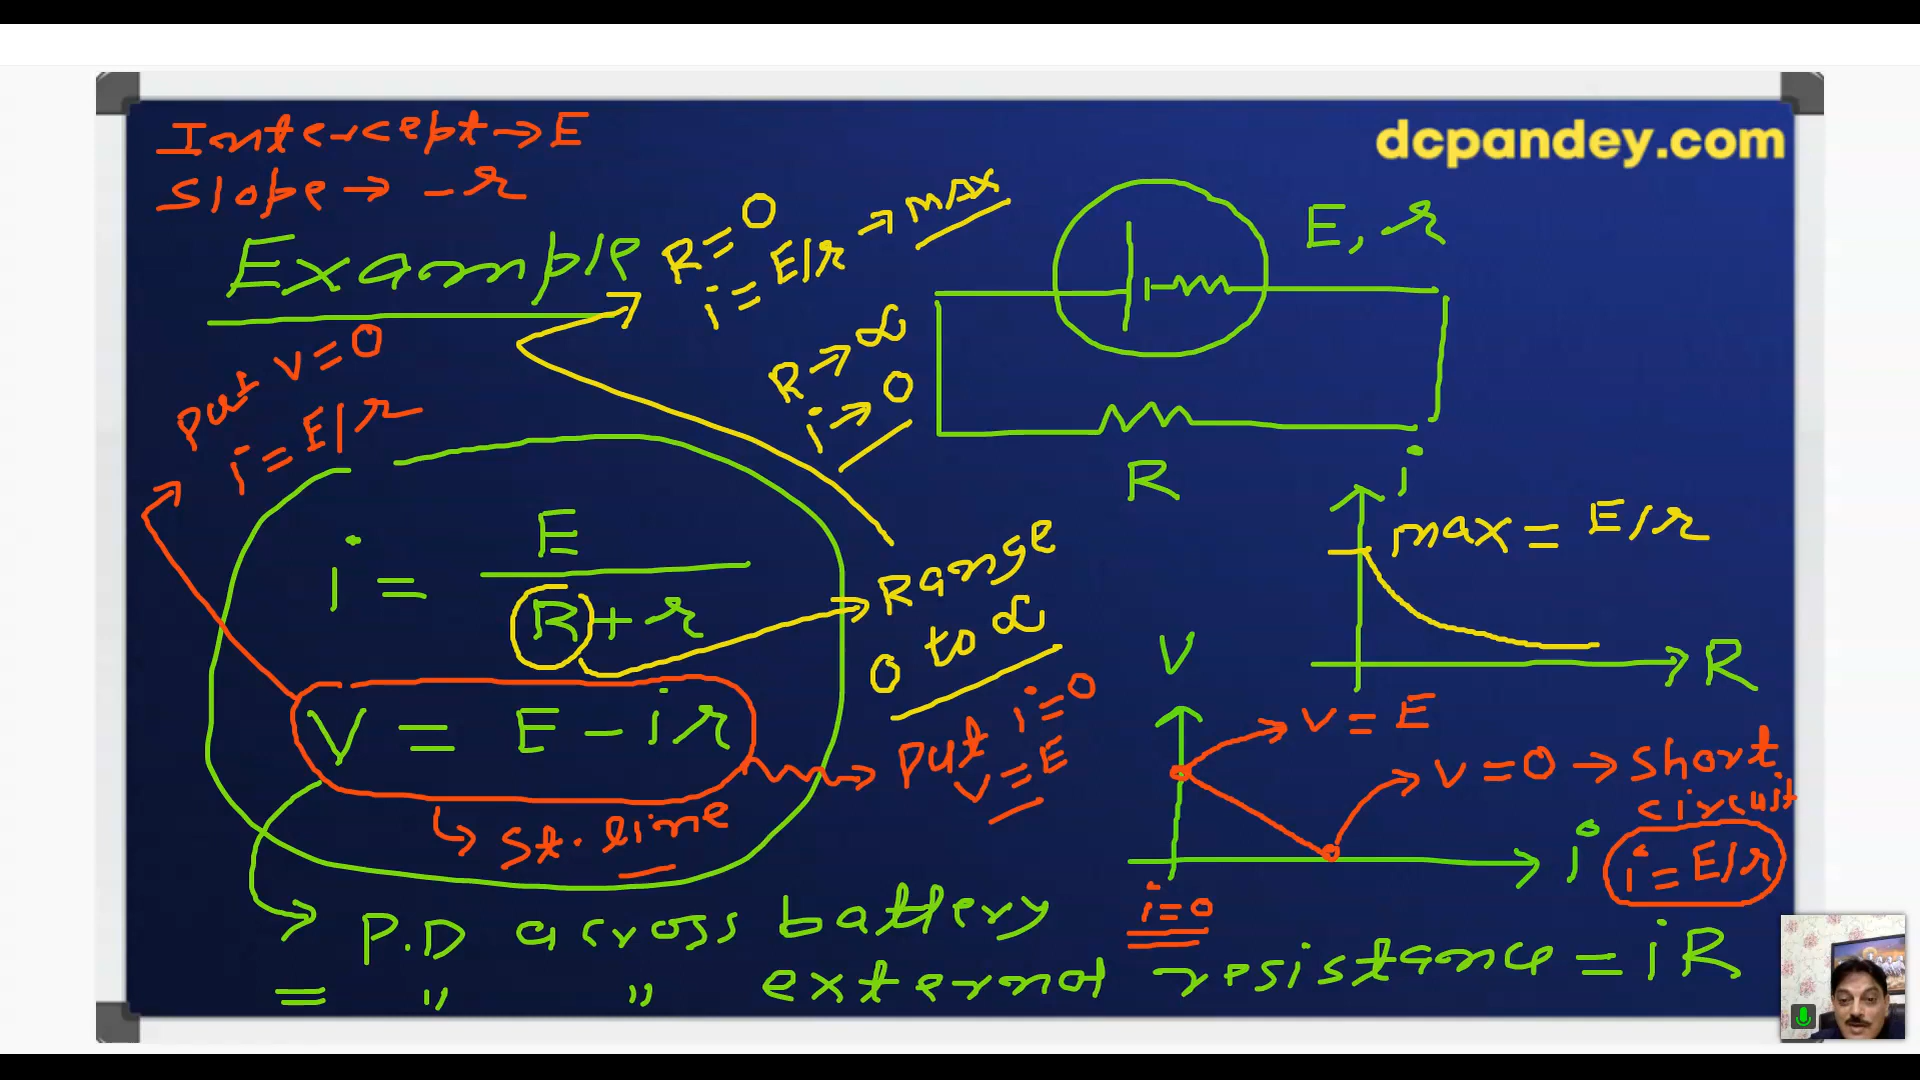 Intercept → E
Slope → -r
dcpandey.com
Example
R = 0
i = E/r → max
E, r
R → ∝
i → 0
Put V = 0
i = E/r
R
i
max = E/r
R
i = E
R + r
Range
0 to ∝
V = E - ir
St. line
Put i = 0
V = E
V
V = E
V = 0 → short
circuit
i = E/r
i
i = 0
P.D across battery
= " " external resistance = iR